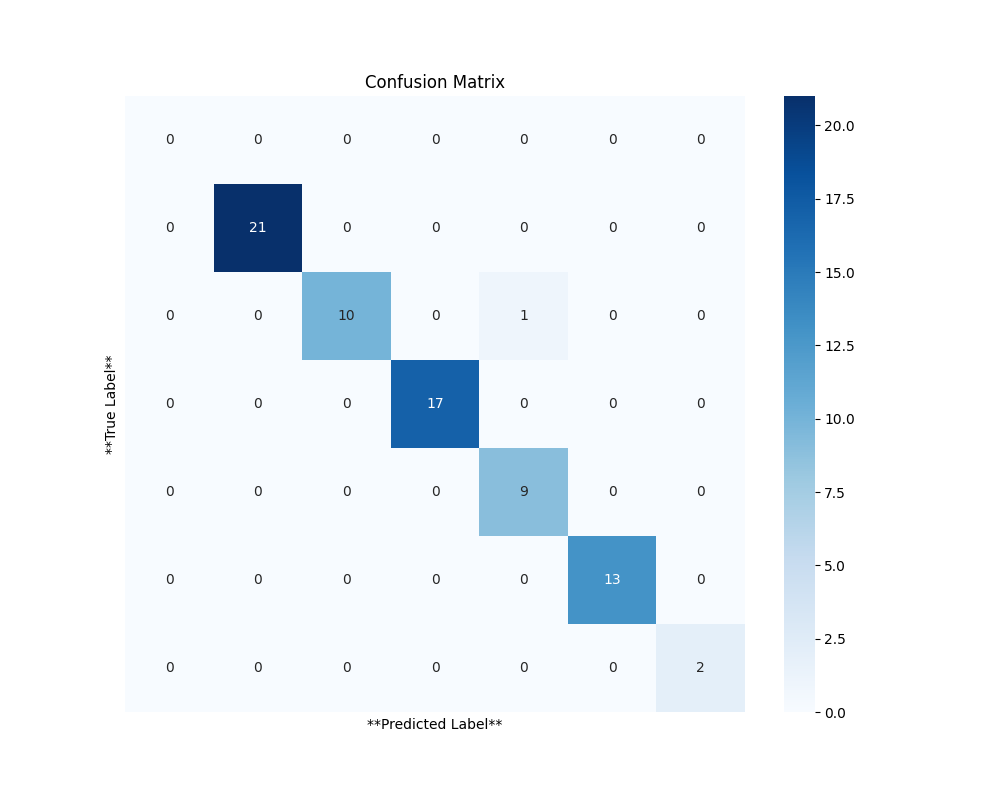 Confusion Matrix
0 0 0 0 0 0 0
0 21 0 0 0 0 0
0 0 10 0 1 0 0
0 0 0 17 0 0 0
0 0 0 0 9 0 0
0 0 0 0 0 13 0
0 0 0 0 0 0 2
**True Label**
**Predicted Label**
20.0
17.5
15.0
12.5
10.0
7.5
5.0
2.5
0.0